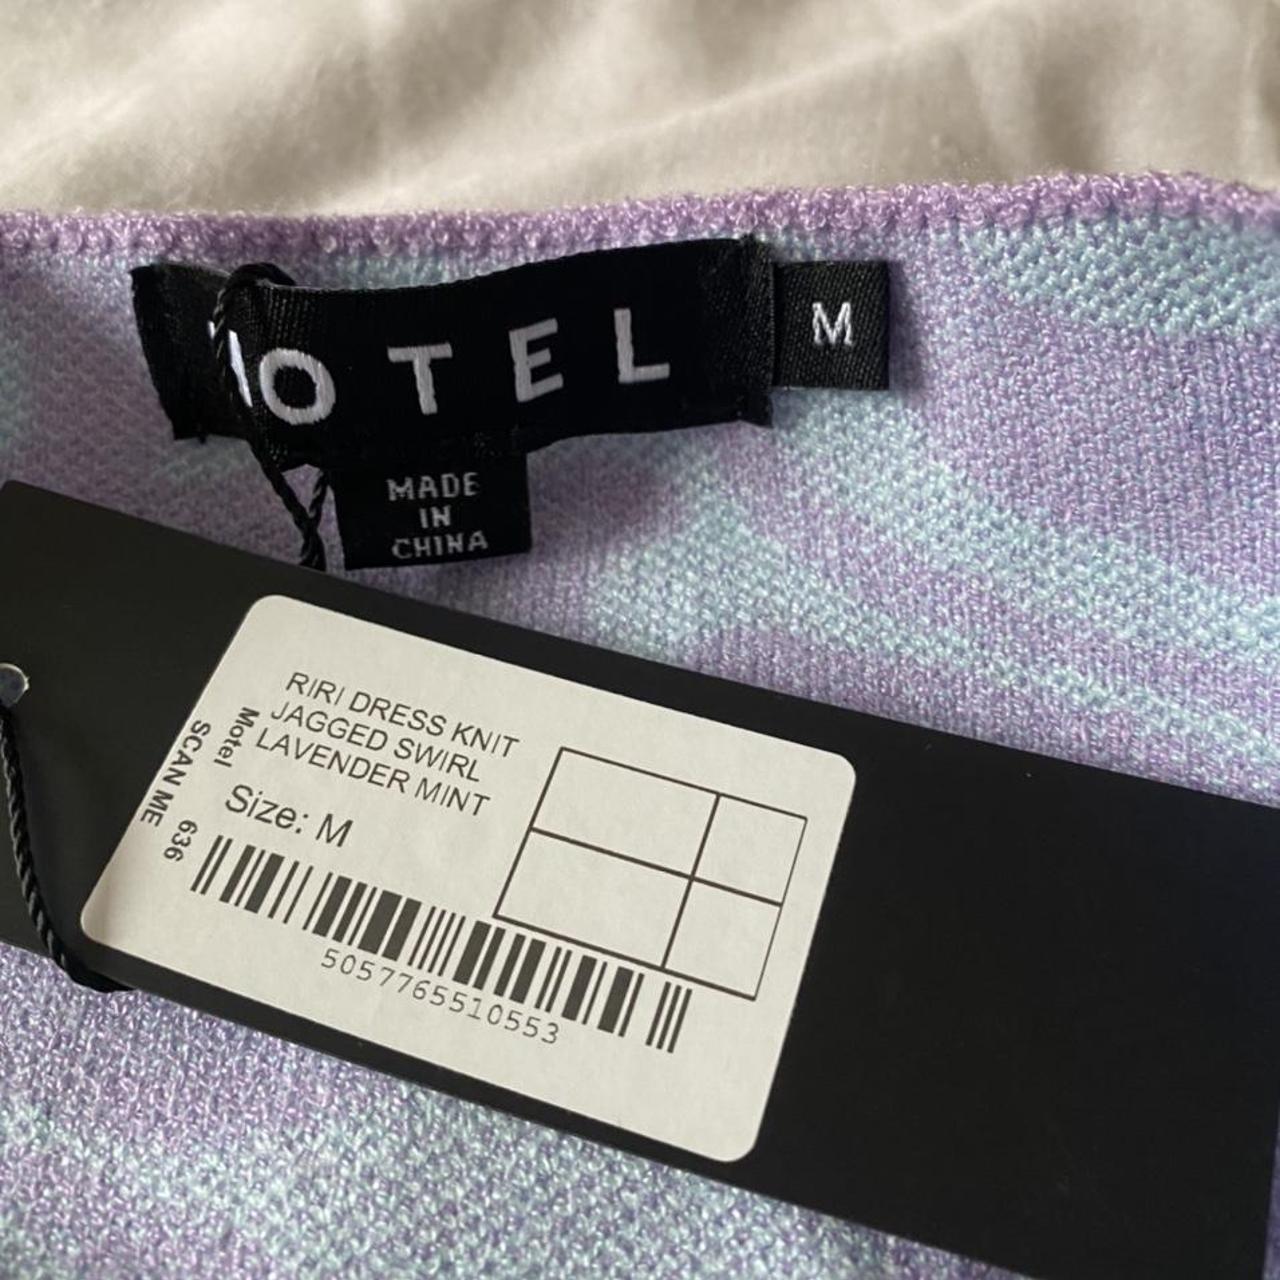 MOTEL
M
MADE
IN
CHINA
RIRI DRESS KNIT
JAGGED SWIRL
LAVENDER MINT
Size: M
Motel
SCAN ME
636
5057765510553